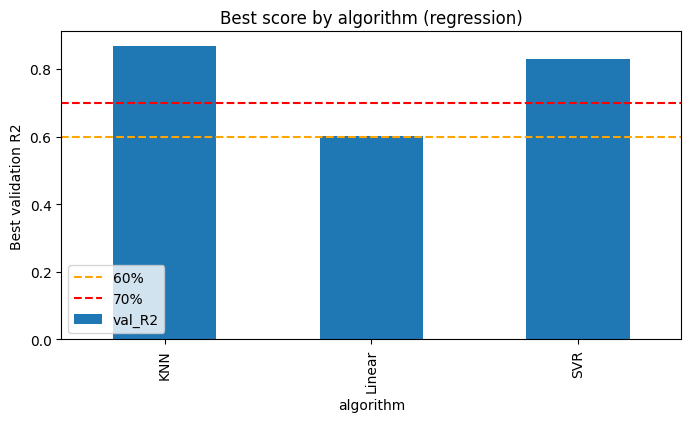 Best score by algorithm (regression)
Best validation R2
0.8
0.6
0.4
0.2
0.0
60%
70%
val_R2
KNN
Linear
SVR
algorithm